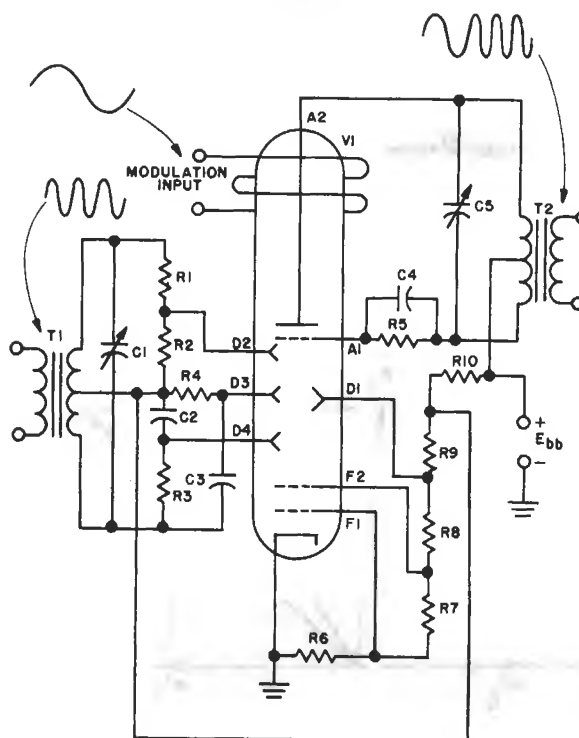 A2
V1
MODULATION
INPUT
T2
C5
T1
R1
C4
C1
R2
D2
R5
A1
R4
D3
D1
R10
C2
D4
+
Ebb
-
R9
R3
C3
F2
F1
R8
R7
R6